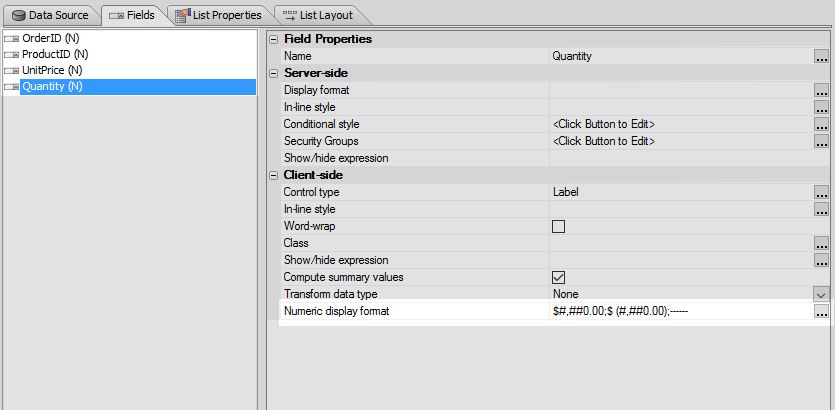 Data Source Fields List Properties List Layout
OrderID (N)
ProductID (N)
UnitPrice (N)
Quantity (N)
Field Properties
Name Quantity ...
Server-side
Display format ...
In-line style ...
Conditional style <Click Button to Edit> ...
Security Groups <Click Button to Edit> ...
Show/hide expression
Client-side
Control type Label ...
In-line style ...
Word-wrap
Class ...
Show/hide expression ...
Compute summary values
Transform data type None
Numeric display format $#,##0.00;$ (#,##0.00);------ ...